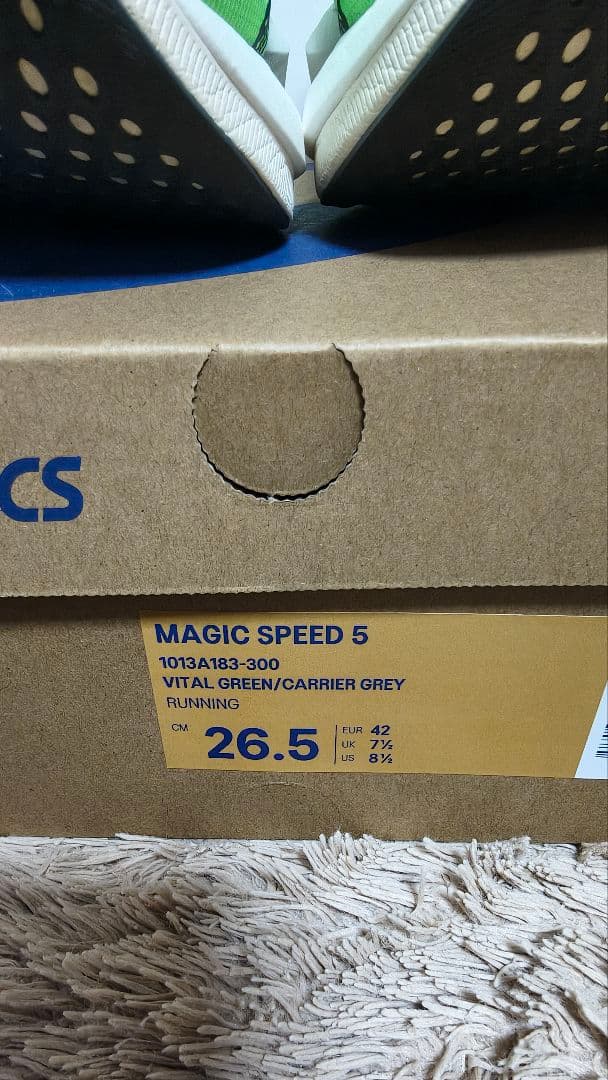 CS
MAGIC SPEED 5
1013A183-300
VITAL GREEN/CARRIER GREY
RUNNING
CM 26.5
EUR 42
UK 7½
US 8½